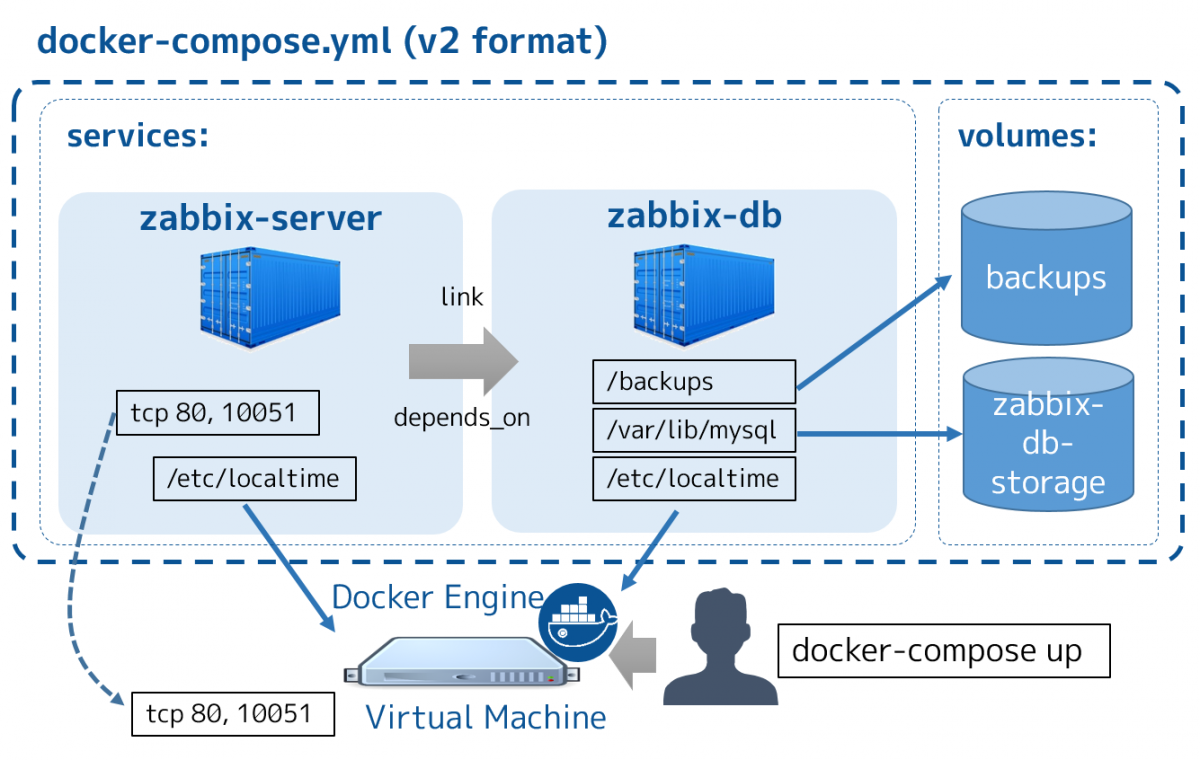 docker-compose.yml (v2 format)
services:
volumes:
zabbix-server
zabbix-db
backups
link
depends_on
tcp 80, 10051
/etc/localtime
/backups
/var/lib/mysql
/etc/localtime
zabbix-
db-
storage
Docker Engine
docker-compose up
tcp 80, 10051
Virtual Machine